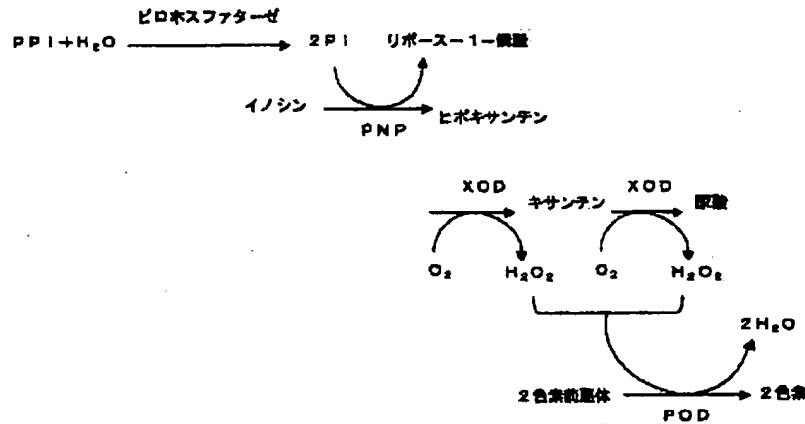 ピロホスファターゼ
PPi+H₂O 2Pi リボース-1-燐酸
イノシン ヒポキサンテン
PNP
XOD XOD
キサンテン 尿酸
O₂ H₂O₂ O₂ H₂O₂
2H₂O
2色素前駆体 2色素
POD